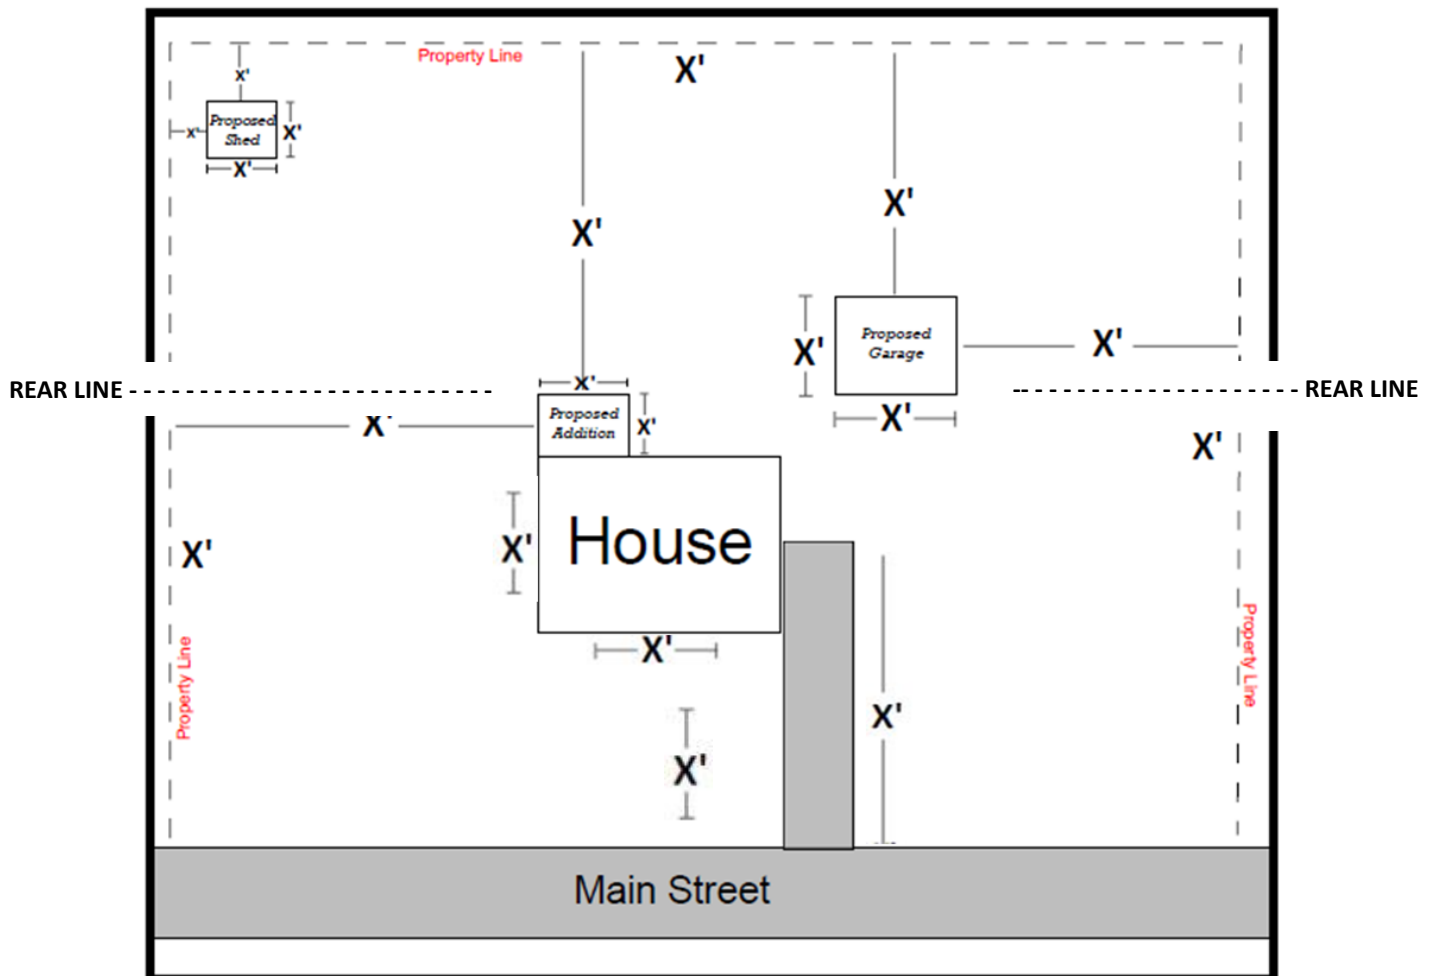 Property Line
X'
X'
Proposed
Shed
X'
X'
X'
X'
X'
Proposed
Garage
X'
X'
X'
REAR LINE
REAR LINE
X'
Proposed
Addition
X'
X'
X'
House
X'
X'
X'
Property Line
Property Line
X'
X'
Main Street